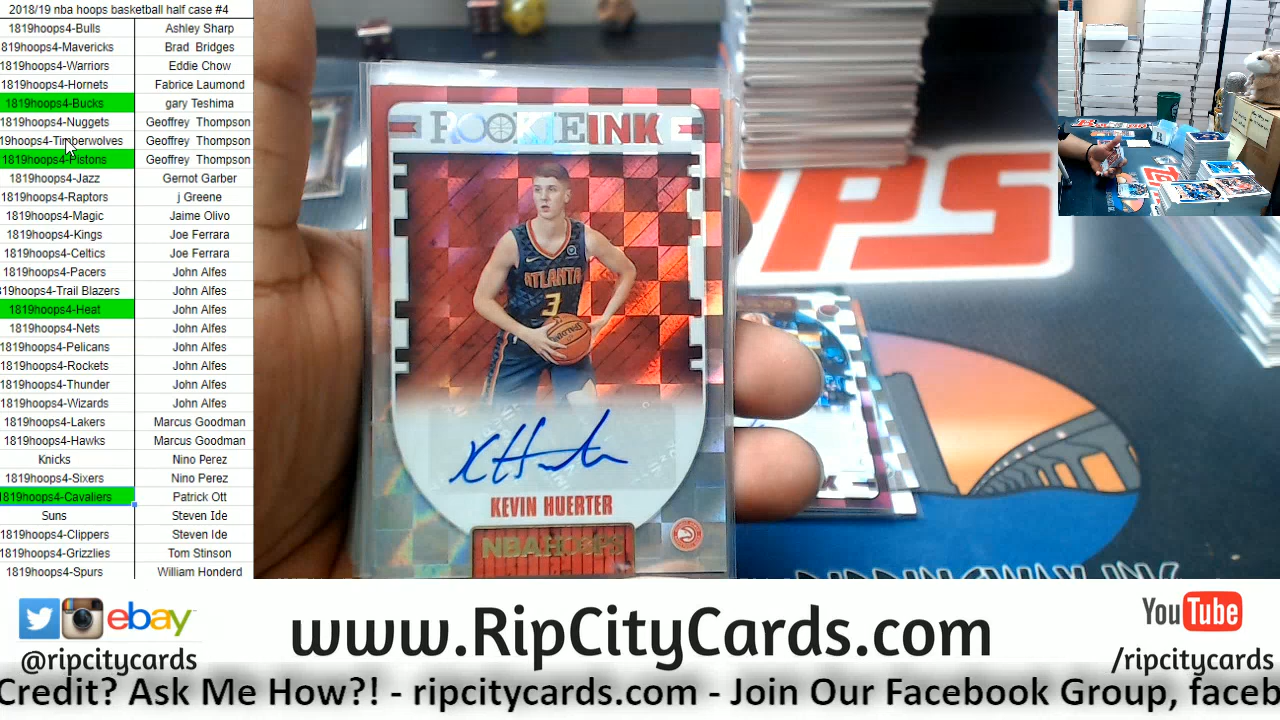 2018/19 nba hoops basketball half case #4
1819hoops4-Bulls Ashley Sharp
819hoops4-Mavericks Brad Bridges
1819hoops4-Warriors Eddie Chow
1819hoops4-Hornets Fabrice Laumond
1819hoops4-Bucks gary Teshima
1819hoops4-Nuggets Geoffrey Thompson
19hoops4-Timberwolves Geoffrey Thompson
1819hoops4-Pistons Geoffrey Thompson
1819hoops4-Jazz Gernot Garber
1819hoops4-Raptors j Greene
1819hoops4-Magic Jaime Olivo
1819hoops4-Kings Joe Ferrara
1819hoops4-Celtics Joe Ferrara
1819hoops4-Pacers John Alfes
319hoops4-Trail Blazers John Alfes
1819hoops4-Heat John Alfes
1819hoops4-Nets John Alfes
1819hoops4-Pelicans John Alfes
1819hoops4-Rockets John Alfes
1819hoops4-Thunder John Alfes
1819hoops4-Wizards John Alfes
1819hoops4-Lakers Marcus Goodman
1819hoops4-Hawks Marcus Goodman
Knicks Nino Perez
1819hoops4-Sixers Nino Perez
1819hoops4-Cavaliers Patrick Ott
Suns Steven Ide
1819hoops4-Clippers Steven Ide
1819hoops4-Grizzlies Tom Stinson
1819hoops4-Spurs William Honderd
ROOKIE INK
ATLANTA
3
KEVIN HUERTER
NBA HOOPS
PS
ebay
@ripcitycards
www.RipCityCards.com
YouTube
/ripcitycards
Credit? Ask Me How?! - ripcitycards.com - Join Our Facebook Group, faceb